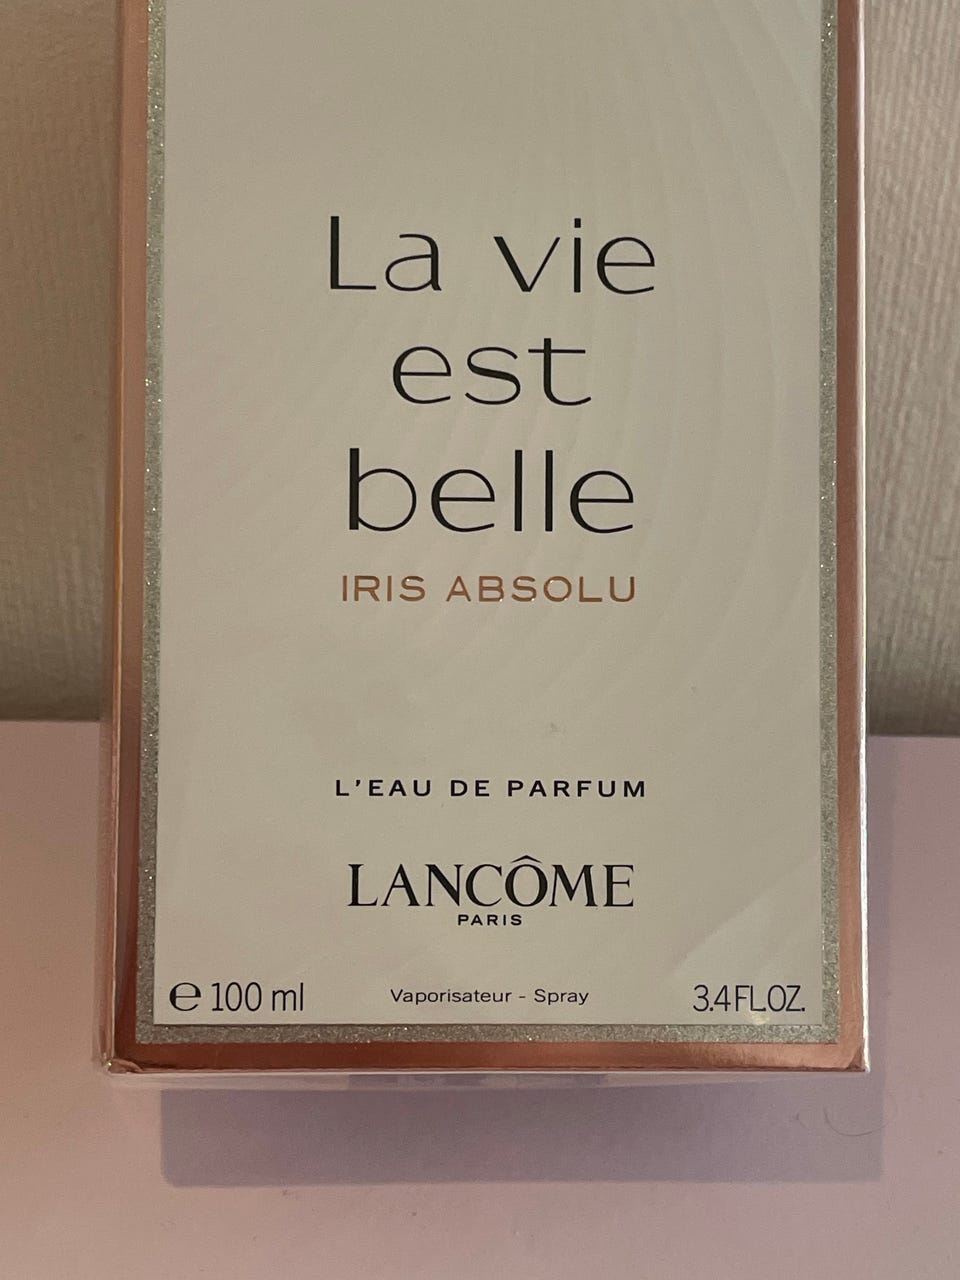 La vie
est
belle
IRIS ABSOLU
L'EAU DE PARFUM
LANCÔME
PARIS
℮ 100 ml Vaporisateur - Spray 3.4 FL.OZ.